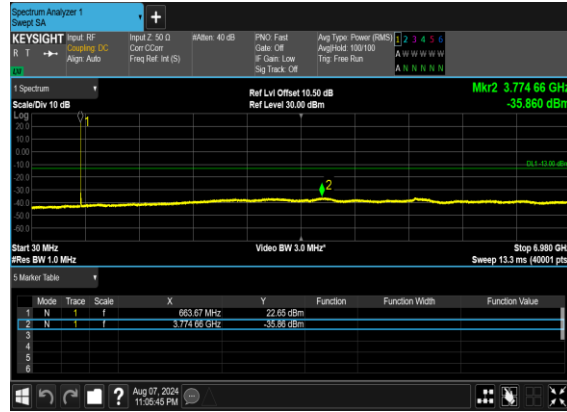 Spectrum Analyzer 1
Swept SA
+
KEYSIGHT Input: RF Input Z: 50 Ω #Atten: 40 dB PNO: Fast Avg Type: Power (RMS) 1 2 3 4 5 6
R T Coupling: DC Corr CCorr Gate: Off Avg|Hold: 100/100 A W W W W W
Align: Auto Freq Ref: Int (S) IF Gain: Low Trig: Free Run
Sig Track: Off A N N N N N
1 Spectrum Ref Lvl Offset 10.50 dB Mkr2 3.774 66 GHz
Scale/Div 10 dB Ref Level 30.00 dBm -35.860 dBm
Log
20.0
10.0
0.00
-10.0
-20.0
-30.0
-40.0
-50.0
-60.0
1
DL1 -13.00 dBm
2
Start 30 MHz Video BW 3.0 MHz* Stop 6.980 GHz
#Res BW 1.0 MHz Sweep 13.3 ms (40001 pts)
5 Marker Table
Mode Trace Scale X Y Function Function Width Function Value
1 N 1 f 663.67 MHz 22.65 dBm
2 N 1 f 3.774 66 GHz -35.86 dBm
3
4
5
6
? Aug 07, 2024
11:05:45 PM